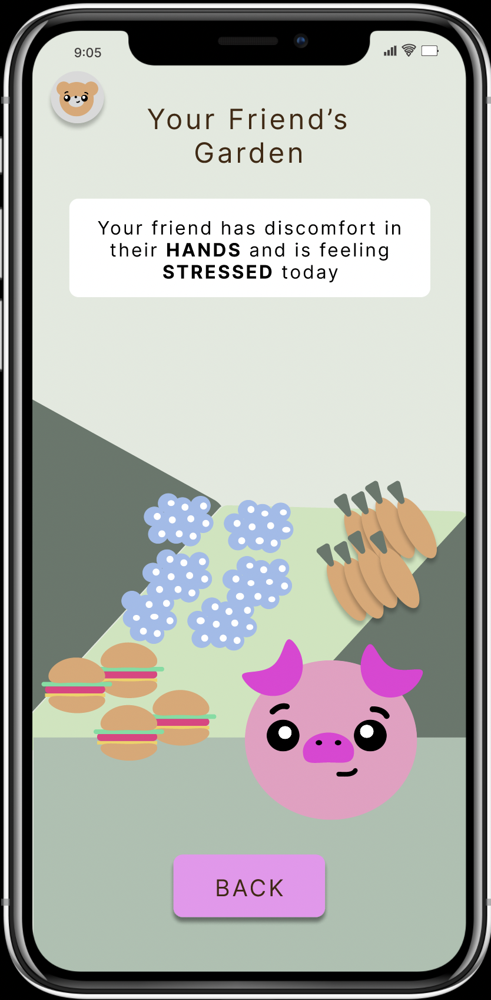 9:05
Your Friend’s
Garden
Your friend has discomfort in
their HANDS and is feeling
STRESSED today
BACK